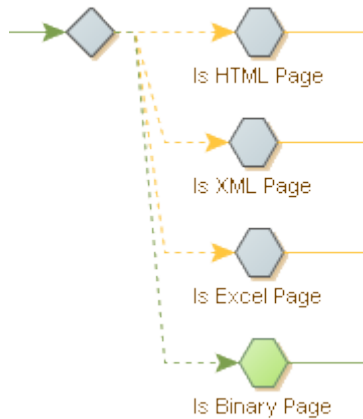 Is HTML Page
Is XML Page
Is Excel Page
Is Binary Page